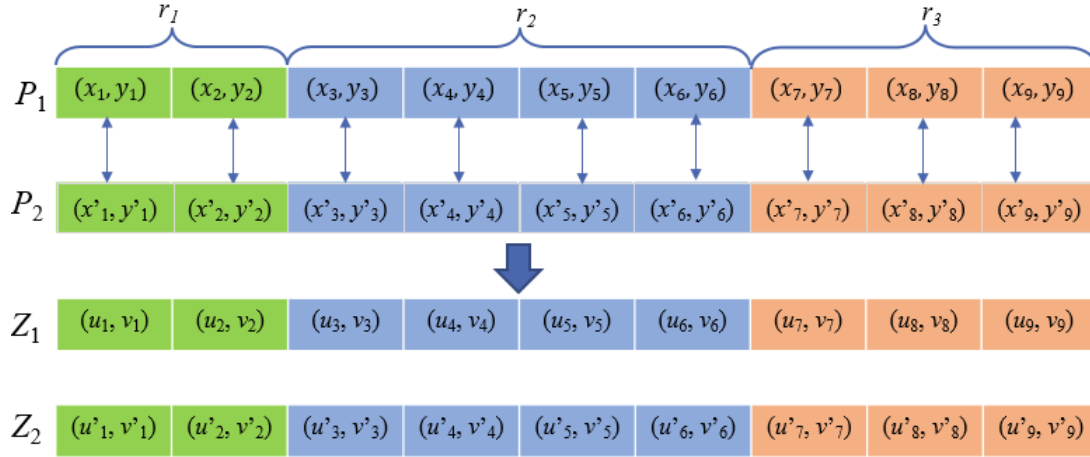 r₁ r₂ r₃
P₁ (x₁, y₁) (x₂, y₂) (x₃, y₃) (x₄, y₄) (x₅, y₅) (x₆, y₆) (x₇, y₇) (x₈, y₈) (x₉, y₉)
P₂ (x’₁, y’₁) (x’₂, y’₂) (x’₃, y’₃) (x’₄, y’₄) (x’₅, y’₅) (x’₆, y’₆) (x’₇, y’₇) (x’₈, y’₈) (x’₉, y’₉)
Z₁ (u₁, v₁) (u₂, v₂) (u₃, v₃) (u₄, v₄) (u₅, v₅) (u₆, v₆) (u₇, v₇) (u₈, v₈) (u₉, v₉)
Z₂ (u’₁, v’₁) (u’₂, v’₂) (u’₃, v’₃) (u’₄, v’₄) (u’₅, v’₅) (u’₆, v’₆) (u’₇, v’₇) (u’₈, v’₈) (u’₉, v’₉)